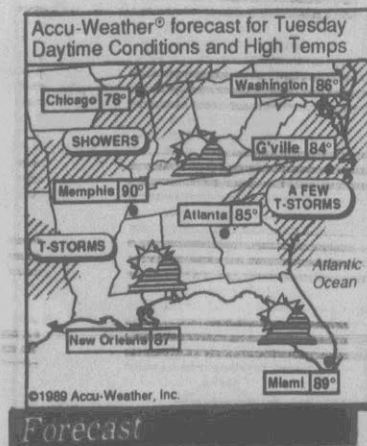 Accu-Weather® forecast for Tuesday
Daytime Conditions and High Temps
Washington 86°
Chicago 78°
SHOWERS
G'ville 84°
Memphis 90°
A FEW
T-STORMS
Atlanta 85°
T-STORMS
Atlantic
Ocean
New Orleans 87°
©1989 Accu-Weather, Inc.
Miami 89°
Forecast